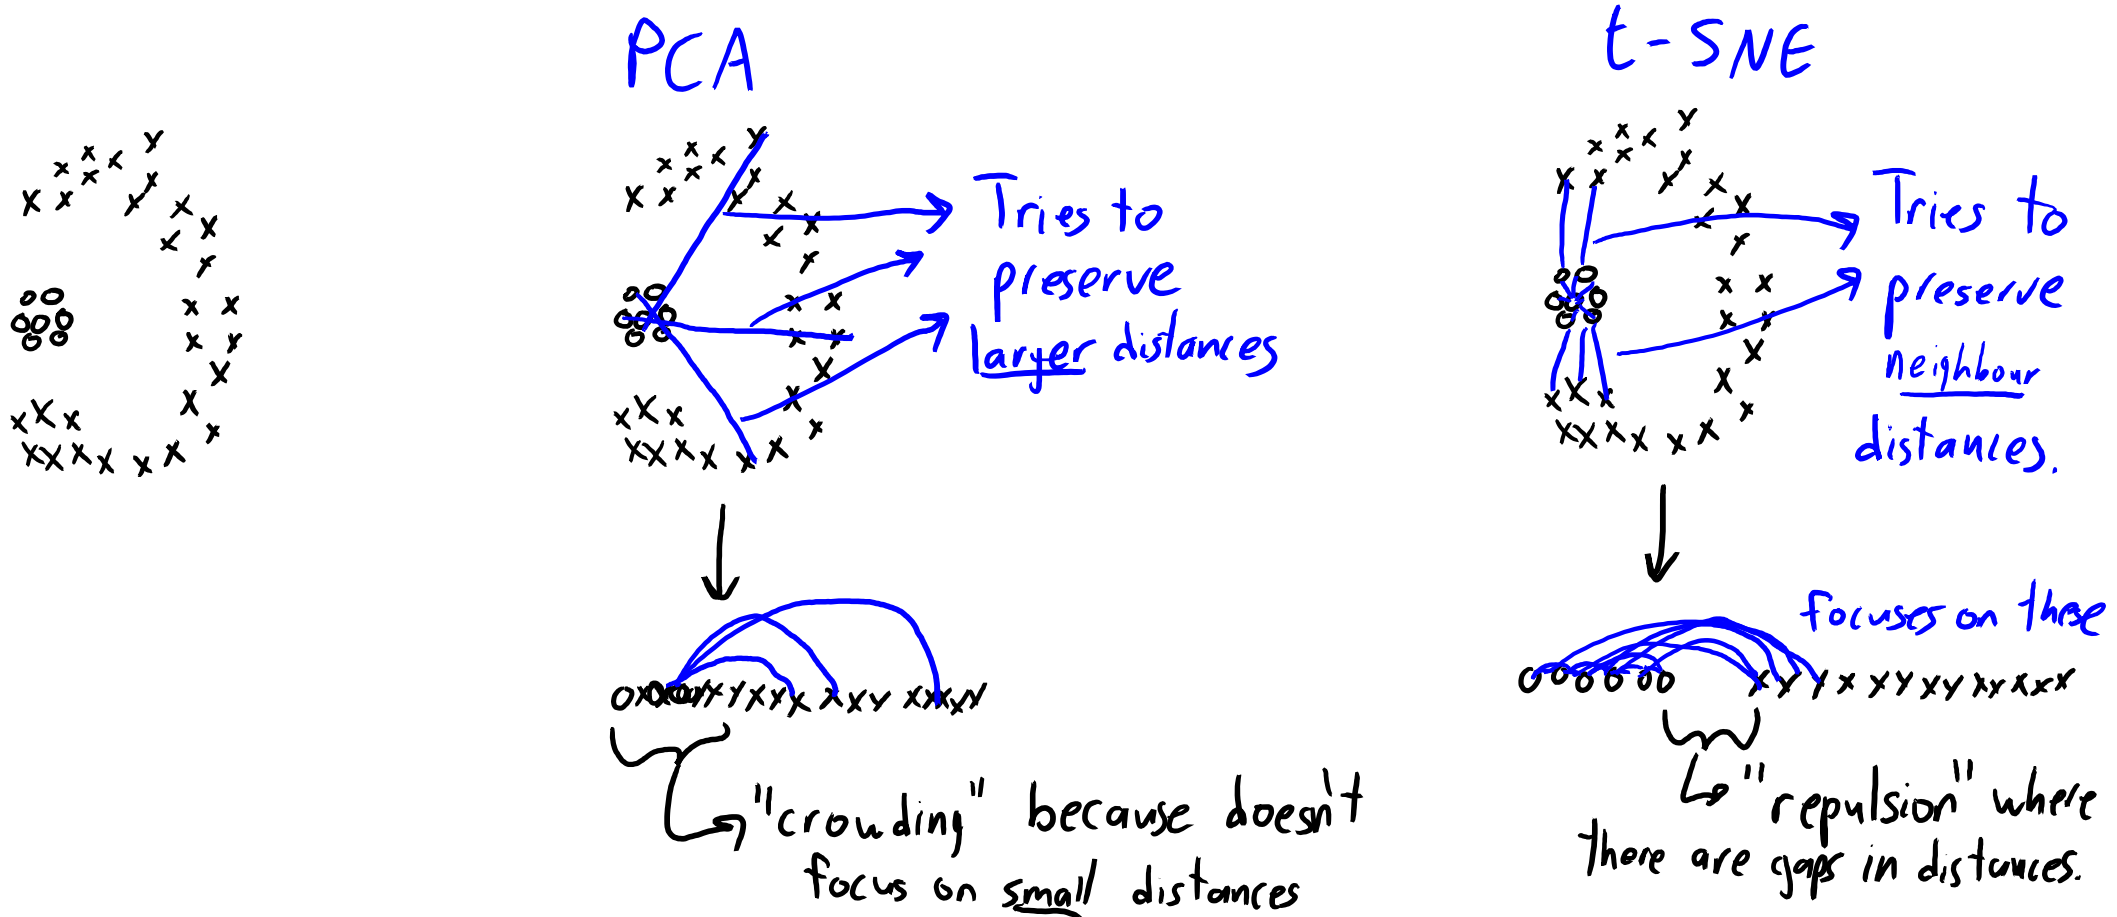 PCA
Tries to
preserve
larger distances
"crowding" because doesn't
focus on small distances
t-SNE
Tries to
preserve
neighbour
distances.
focuses on these
"repulsion" where
there are gaps in distances.